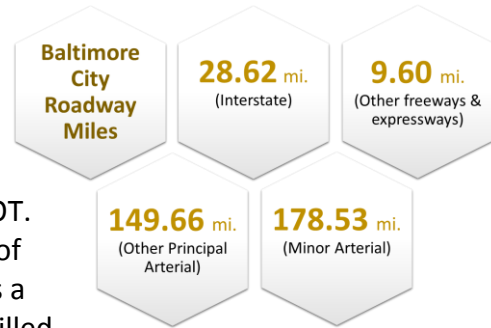 Baltimore
City
Roadway
Miles
28.62 mi.
(Interstate)
9.60 mi.
(Other freeways &
expressways)
149.66 mi.
(Other Principal
Arterial)
178.53 mi.
(Minor Arterial)
of
a